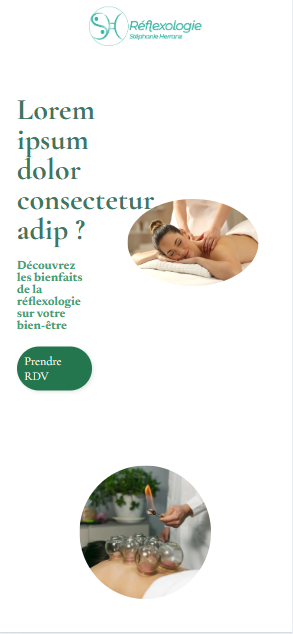 Réflexologie
Stéphanie Herrant
Lorem
ipsum
dolor
consectetur
adip ?
Découvrez
les bienfaits
de la
réflexologie
sur votre
bien-être
Prendre
RDV